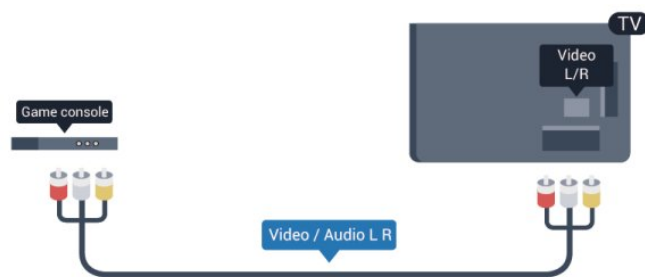 TV
Video
L/R
Game console
Video / Audio L R